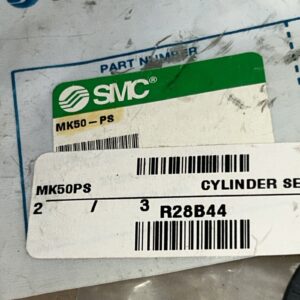 PART NUMBER
SMC®
MK50-PS
MK50PS CYLINDER SE
2 / 3 R28B44